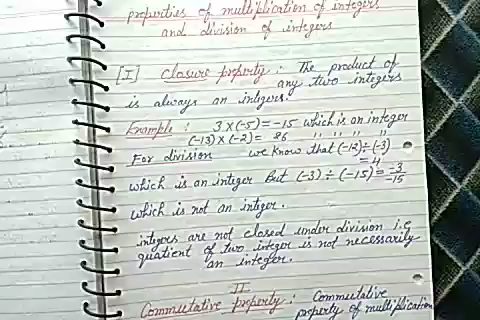 properties of multiplication of integers
and division of integers
[I] Closure property : The product of
any two integers
is always an integers.
Example : 3 x (-5) = -15 which is an integer
(-13) x (-2) = 26 " " " "
For division we know that (-12) ÷ (-3)
= 4
which is an integer but (-3) ÷ (-15) = -3/-15
which is not an integer.
integers are not closed under division i.e
quatient of two integer is not necessarily
an integer.
II
Commutative property : Commutative
property of multiplication